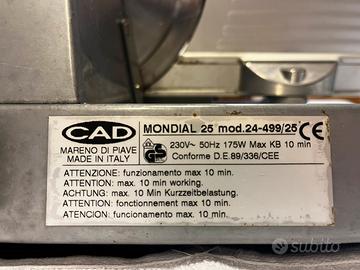 CAD
MARENO DI PIAVE
MADE IN ITALY
MONDIAL 25 mod.24-499/25 CE
230V~ 50Hz 175W Max KB 10 min
Conforme D.E.89/336/CEE
ATTENZIONE: funzionamento max 10 min.
ATTENTION: max. 10 min working.
ACHTUNG: max. 10 Min Kurzzeitbelastung.
ATTENTION: fonctionnement max. 10 min.
ATENCION: funcionamento max. 10 min.
subito